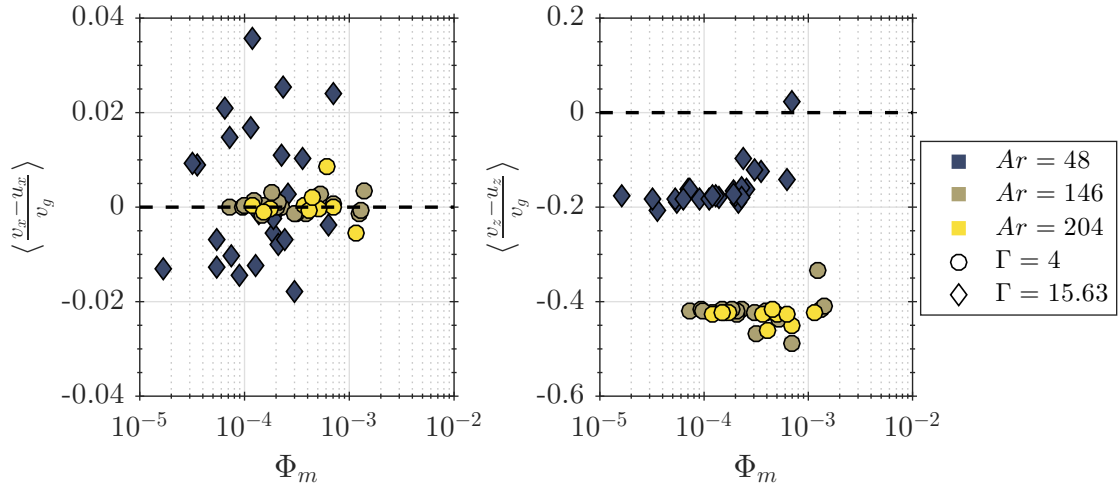 0.04
0.02
0
-0.02
-0.04
⟨(v_x − u_x)/v_g⟩
10^-5
10^-4
10^-3
10^-2
Φ_m
0.2
0
-0.2
-0.4
-0.6
⟨(v_z − u_z)/v_g⟩
10^-5
10^-4
10^-3
10^-2
Φ_m
Ar = 48
Ar = 146
Ar = 204
Γ = 4
Γ = 15.63